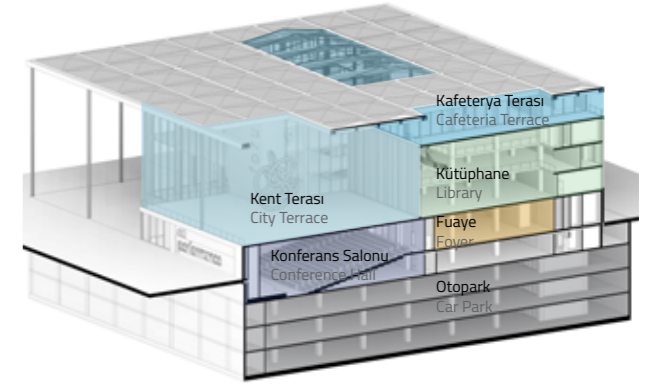 Kafeterya Terası
Cafeteria Terrace
Kütüphane
Library
Kent Terası
City Terrace
Fuaye
Foyer
Konferans Salonu
Conference Hall
Otopark
Car Park